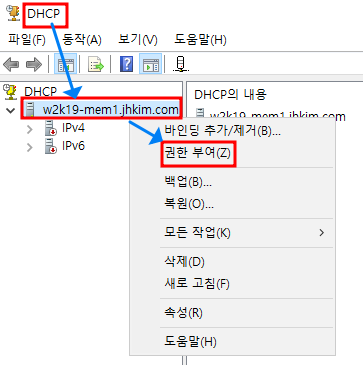 DHCP
파일(F) 동작(A) 보기(V) 도움말(H)
DHCP
w2k19-mem1.jhkim.com
IPv4
IPv6
DHCP의 내용
w2k19-mem1.jhkim.com
바인딩 추가/제거(B)...
권한 부여(Z)
백업(B)...
복원(O)...
모든 작업(K)
삭제(D)
새로 고침(F)
속성(R)
도움말(H)